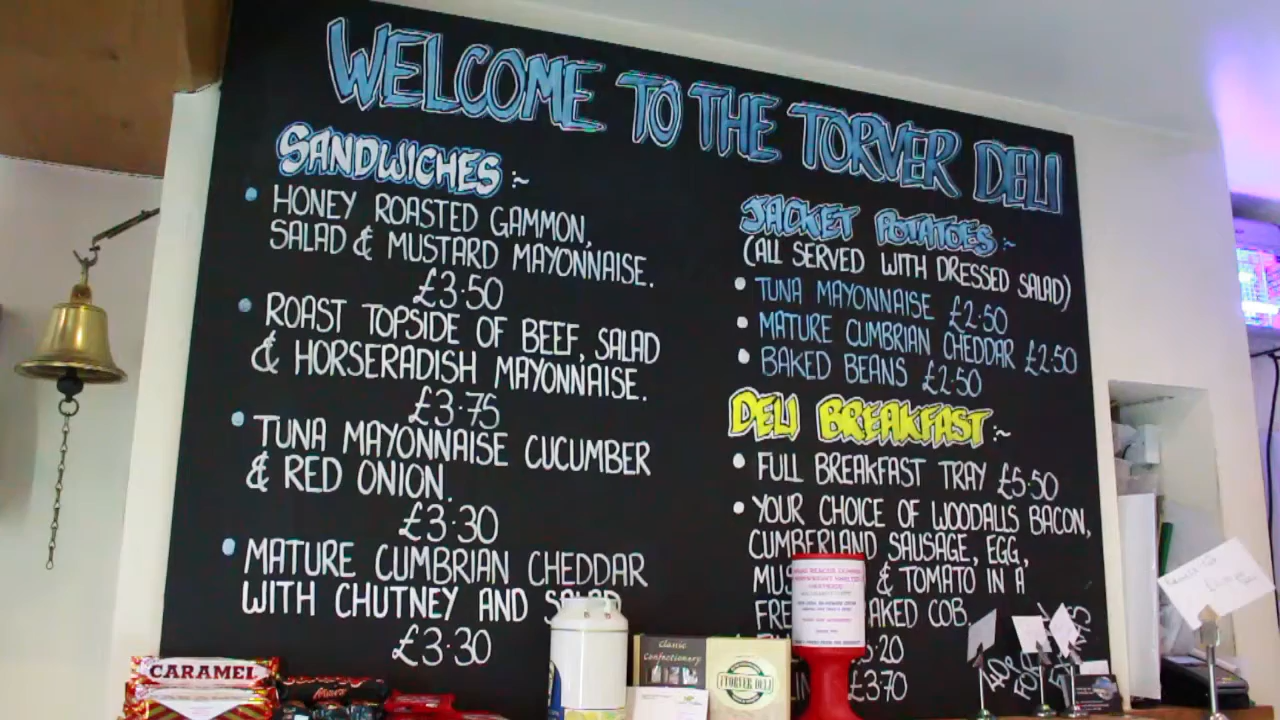 WELCOME TO THE TORVER DELI
SANDWICHES :~
• HONEY ROASTED GAMMON,
SALAD & MUSTARD MAYONNAISE.
£3·50
• ROAST TOPSIDE OF BEEF, SALAD
& HORSERADISH MAYONNAISE.
£3·75
• TUNA MAYONNAISE CUCUMBER
& RED ONION.
£3·30
• MATURE CUMBRIAN CHEDDAR
WITH CHUTNEY AND SALAD
£3·30
JACKET POTATOES :~
(ALL SERVED WITH DRESSED SALAD)
• TUNA MAYONNAISE £2·50
• MATURE CUMBRIAN CHEDDAR £2·50
• BAKED BEANS £2·50
DELI BREAKFAST :~
• FULL BREAKFAST TRAY £5·50
• YOUR CHOICE OF WOODALLS BACON,
CUMBERLAND SAUSAGE, EGG,
& TOMATO IN A
COB.
£370
CARAMEL
Mars
Classic
Confectionery
TORVER DELI